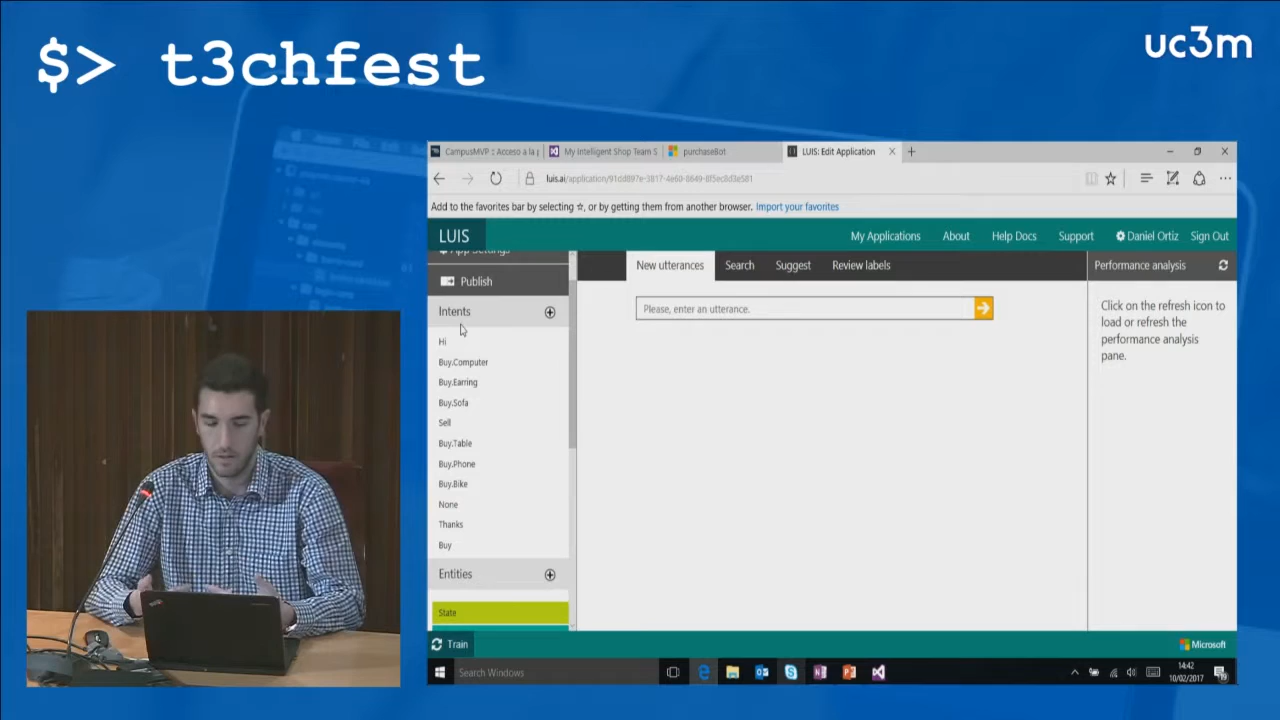 $> t3chfest
uc3m
CampusMVP :: Acceso a la p
My Intelligent Shop Team S
purchaseBot
LUIS: Edit Application
luis.ai/application/
Add to the favorites bar by selecting ☆, or by getting them from another browser. Import your favorites
LUIS
My Applications
About
Help Docs
Support
Daniel Ortiz
Sign Out
App Settings
New utterances
Search
Suggest
Review labels
Performance analysis
Publish
Intents
Please, enter an utterance.
Click on the refresh icon to
load or refresh the
performance analysis
pane.
Hi
Buy.Computer
Buy.Earring
Buy.Sofa
Sell
Buy.Table
Buy.Phone
Buy.Bike
None
Thanks
Buy
Entities
State
Train
Microsoft
Search Windows
14:42
10/02/2017